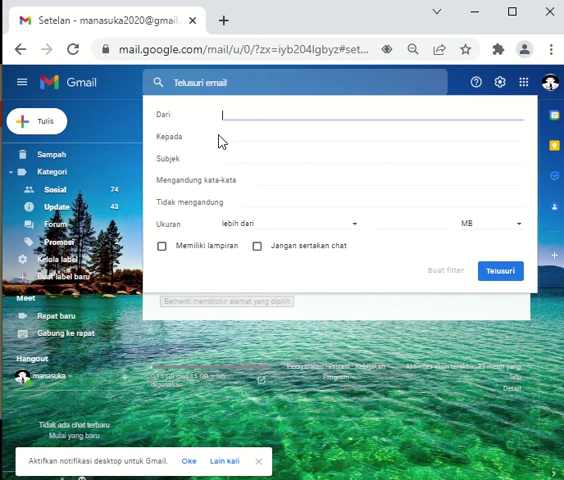 Setelan - manasuka2020@gmail.
mail.google.com/mail/u/0/?zx=iyb204lgbyz#set...
Gmail
Telusuri email
Tulis
Sampah
Kategori
Sosial 74
Update 43
Forum
Promosi
Kelola label
Buat label baru
Meet
Rapat baru
Gabung ke rapat
Hangout
manasuka
Tidak ada chat terbaru
Mulai yang baru
Dari
Kepada
Subjek
Mengandung kata-kata
Tidak mengandung
Ukuran lebih dari MB
Memiliki lampiran Jangan sertakan chat
Buat filter Telusuri
Berhenti memblokir alamat yang dipilih
digunakan
Program
lalu
Detail
Aktifkan notifikasi desktop untuk Gmail. Oke Lain kali